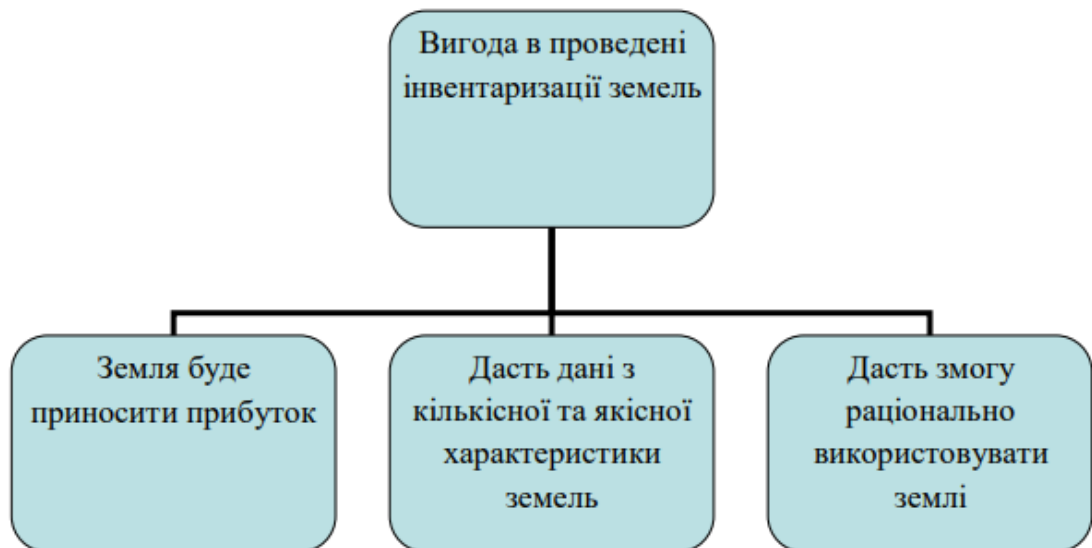 Вигода в проведені
інвентаризації земель
Земля буде
приносити прибуток
Дасть дані з
кількісної та якісної
характеристики
земель
Дасть змогу
раціонально
використовувати
землі